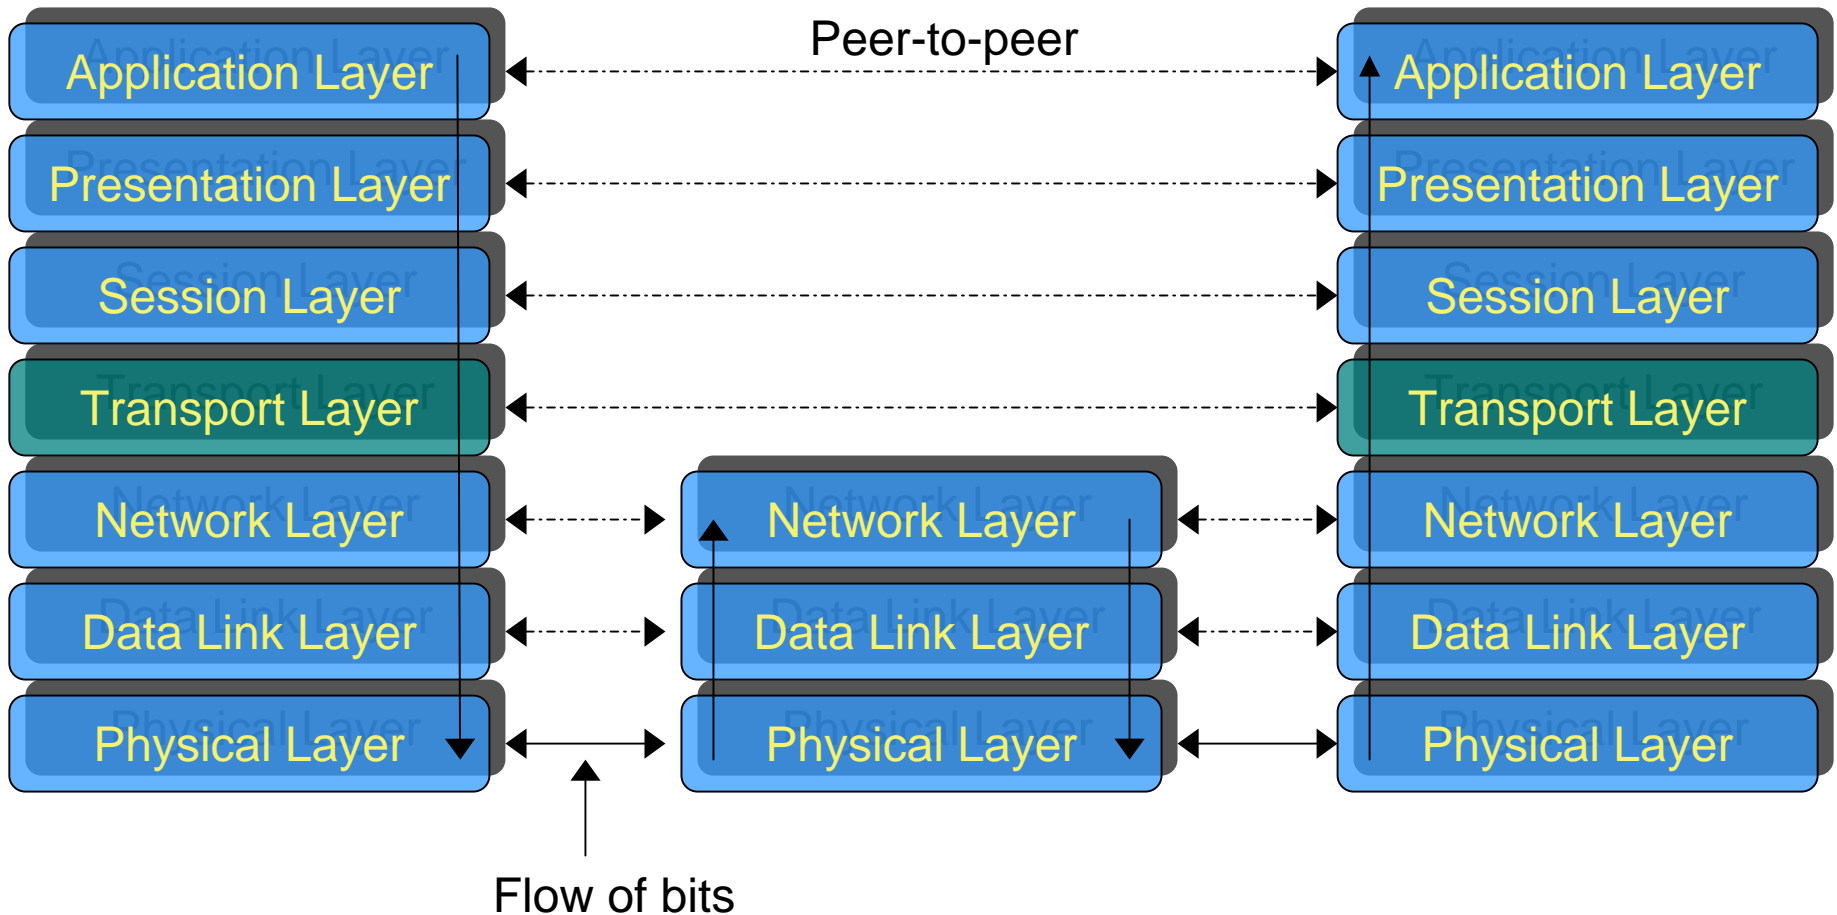 Peer-to-peer
Application Layer
Application Layer
Presentation Layer
Presentation Layer
Session Layer
Session Layer
Transport Layer
Transport Layer
Network Layer
Network Layer
Network Layer
Data Link Layer
Data Link Layer
Data Link Layer
Physical Layer
Physical Layer
Physical Layer
Flow of bits